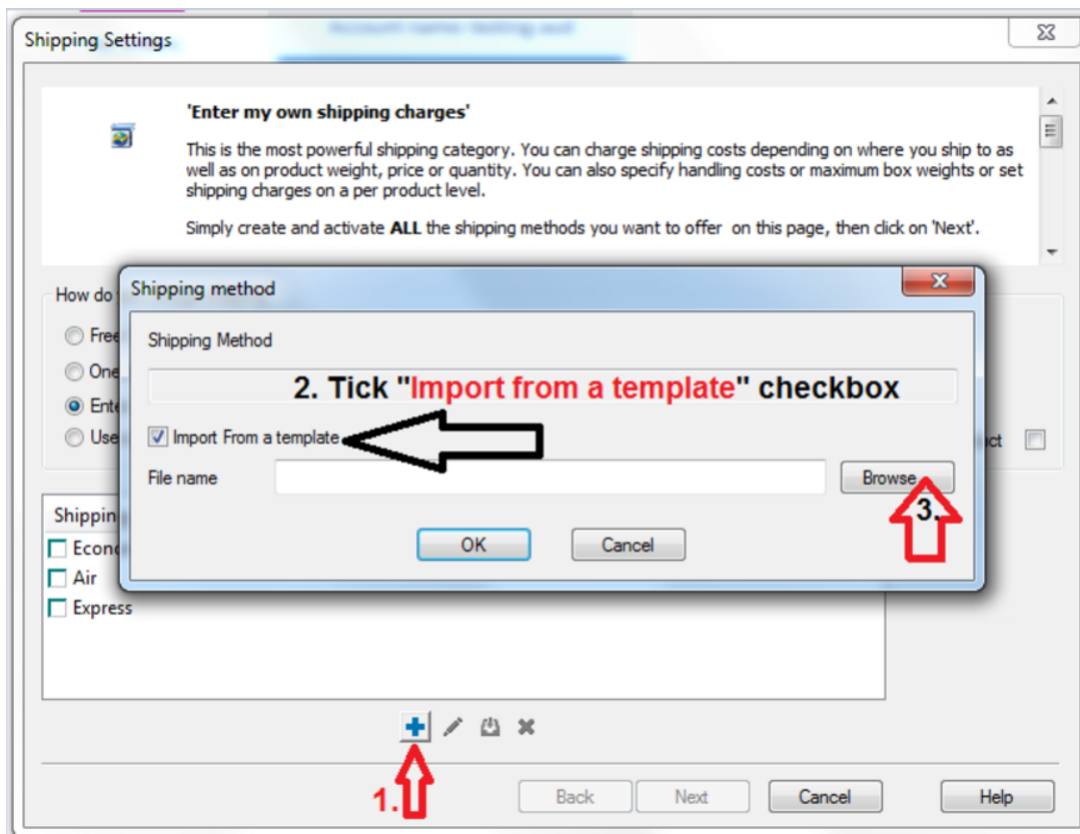 Shipping Settings
'Enter my own shipping charges'
This is the most powerful shipping category. You can charge shipping costs depending on where you ship to as
well as on product weight, price or quantity. You can also specify handling costs or maximum box weights or set
shipping charges on a per product level.
Simply create and activate ALL the shipping methods you want to offer on this page, then click on 'Next'.
How do
Shipping method
Free
Shipping Method
One
2. Tick "Import from a template" checkbox
Ente
Use
Import From a template
ct
File name
Browse...
3.
Shippin
OK
Cancel
Econo
Air
Express
1.
Back
Next
Cancel
Help